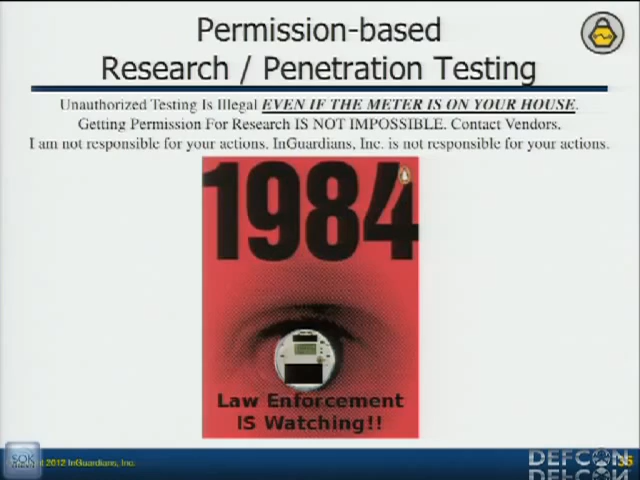 Permission-based
Research / Penetration Testing
Unauthorized Testing Is Illegal EVEN IF THE METER IS ON YOUR HOUSE.
Getting Permission For Research IS NOT IMPOSSIBLE. Contact Vendors.
I am not responsible for your actions. InGuardians, Inc. is not responsible for your actions.
1984
Law Enforcement
IS Watching!!
2012 InGuardians, Inc.
DEFCON
35